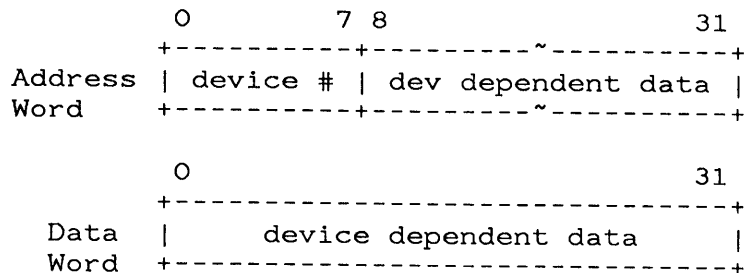 0 7 8 31
+----------+---------~----------+
Address | device # | dev dependent data |
Word +----------+---------~----------+
0 31
+------------------------------+
Data | device dependent data |
Word +------------------------------+